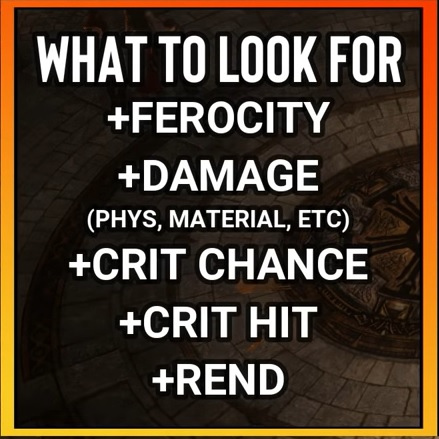 WHAT TO LOOK FOR
+FEROCITY
+DAMAGE
(PHYS, MATERIAL, ETC)
+CRIT CHANCE
+CRIT HIT
+REND